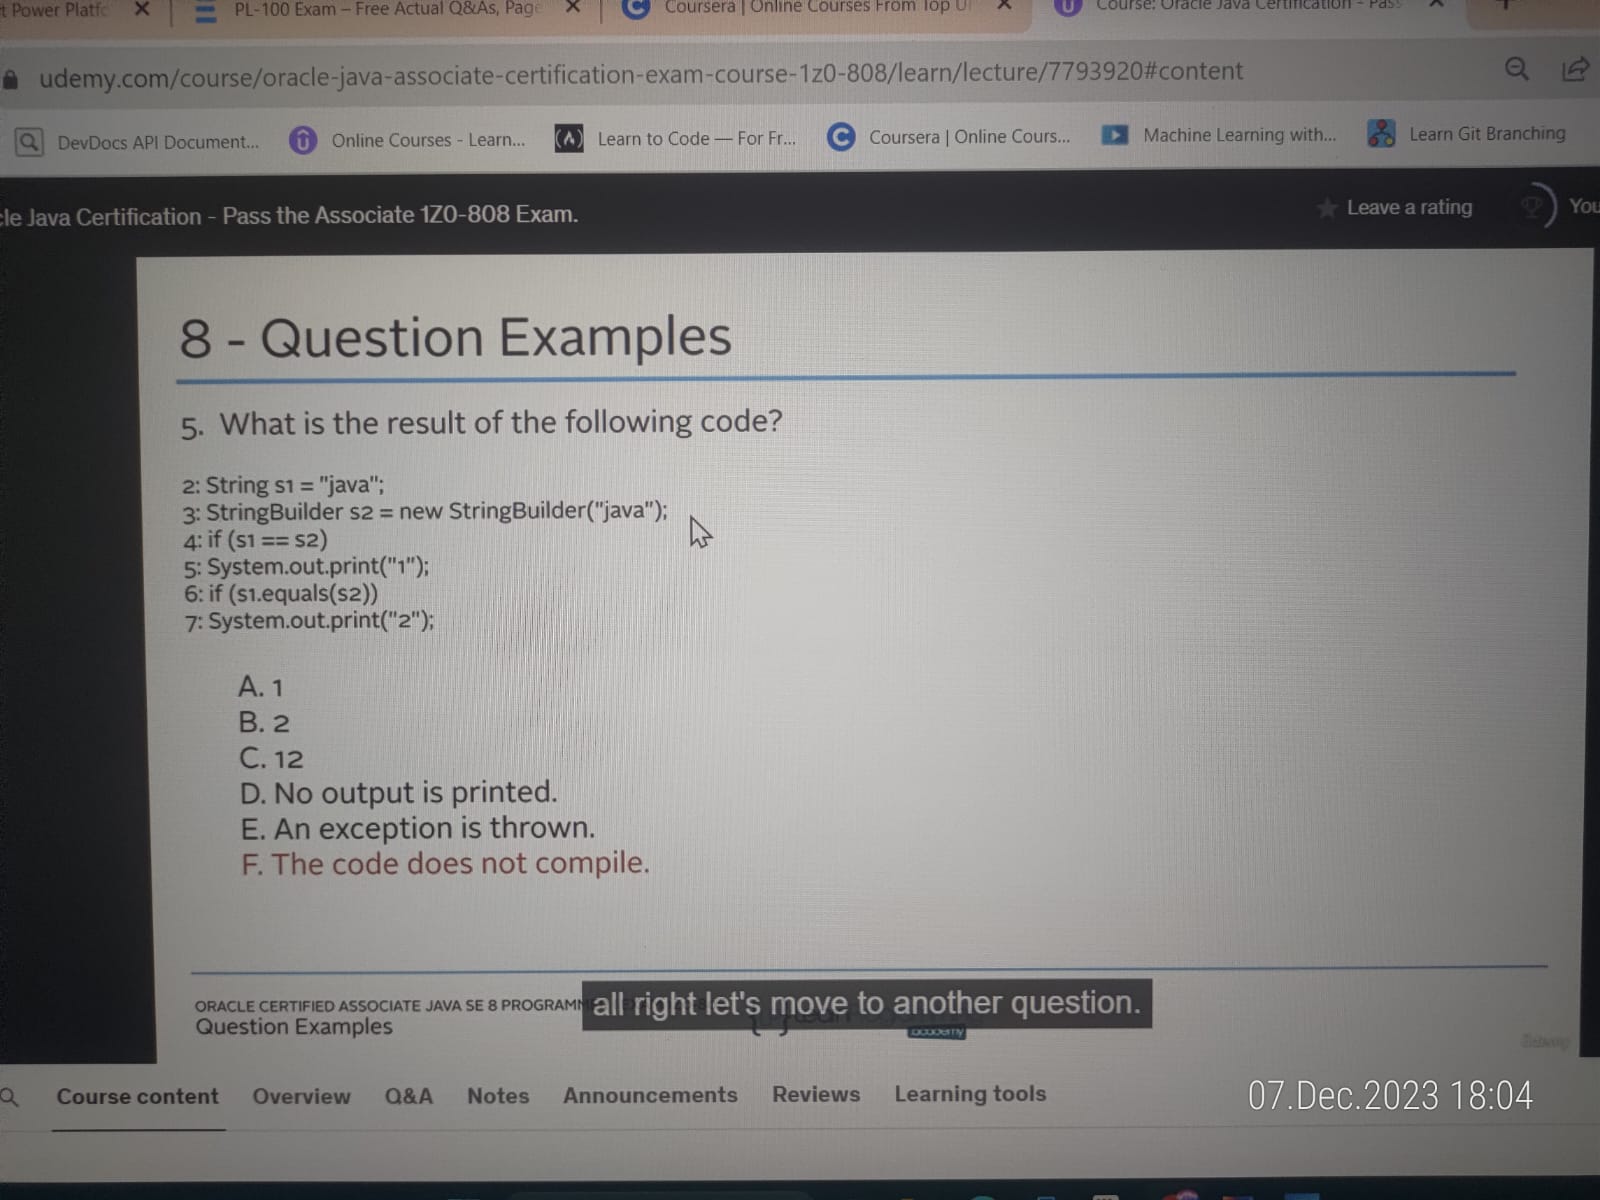 t Power Platfo
PL-100 Exam – Free Actual Q&As, Page
Coursera | Online Courses From Top U
Course: Oracle Java Certification - Pass
udemy.com/course/oracle-java-associate-certification-exam-course-1z0-808/learn/lecture/7793920#content
DevDocs API Document...
Online Courses - Learn...
(A)
Learn to Code — For Fr...
Coursera | Online Cours...
Machine Learning with...
Learn Git Branching
cle Java Certification - Pass the Associate 1Z0-808 Exam.
Leave a rating
You
8 - Question Examples
5. What is the result of the following code?
2: String s1 = "java";
3: StringBuilder s2 = new StringBuilder("java");
4: if (s1 == s2)
5: System.out.print("1");
6: if (s1.equals(s2))
7: System.out.print("2");
A. 1
B. 2
C. 12
D. No output is printed.
E. An exception is thrown.
F. The code does not compile.
ORACLE CERTIFIED ASSOCIATE JAVA SE 8 PROGRAMM
all right let's move to another question.
Question Examples
academy
Udemy
Course content
Overview
Q&A
Notes
Announcements
Reviews
Learning tools
07.Dec.2023 18:04